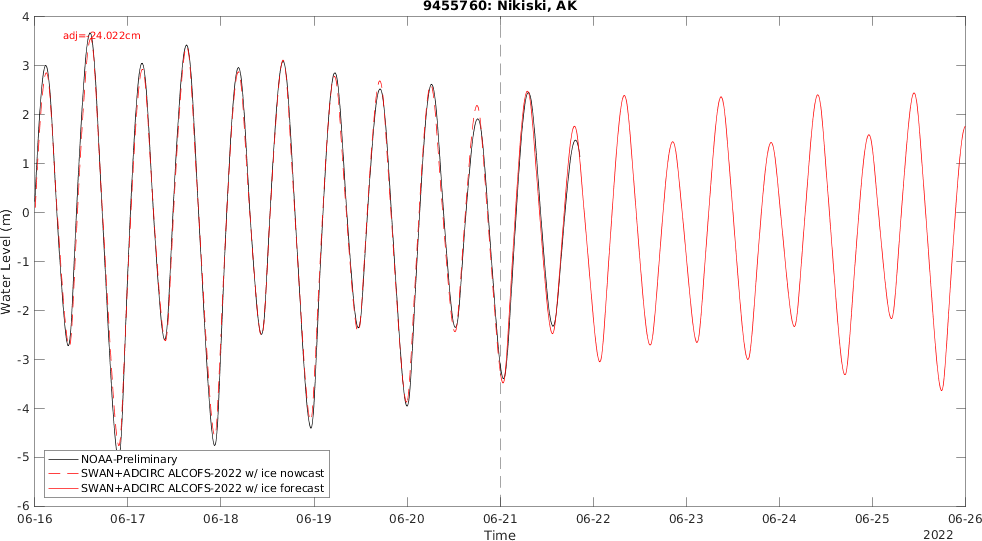 9455760: Nikiski, AK
adj=-24.022cm
4
3
2
1
0
-1
-2
-3
-4
-5
-6
Water Level (m)
NOAA-Preliminary
SWAN+ADCIRC ALCOFS-2022 w/ ice nowcast
SWAN+ADCIRC ALCOFS-2022 w/ ice forecast
06-16 06-17 06-18 06-19 06-20 06-21 06-22 06-23 06-24 06-25 06-26
Time
2022